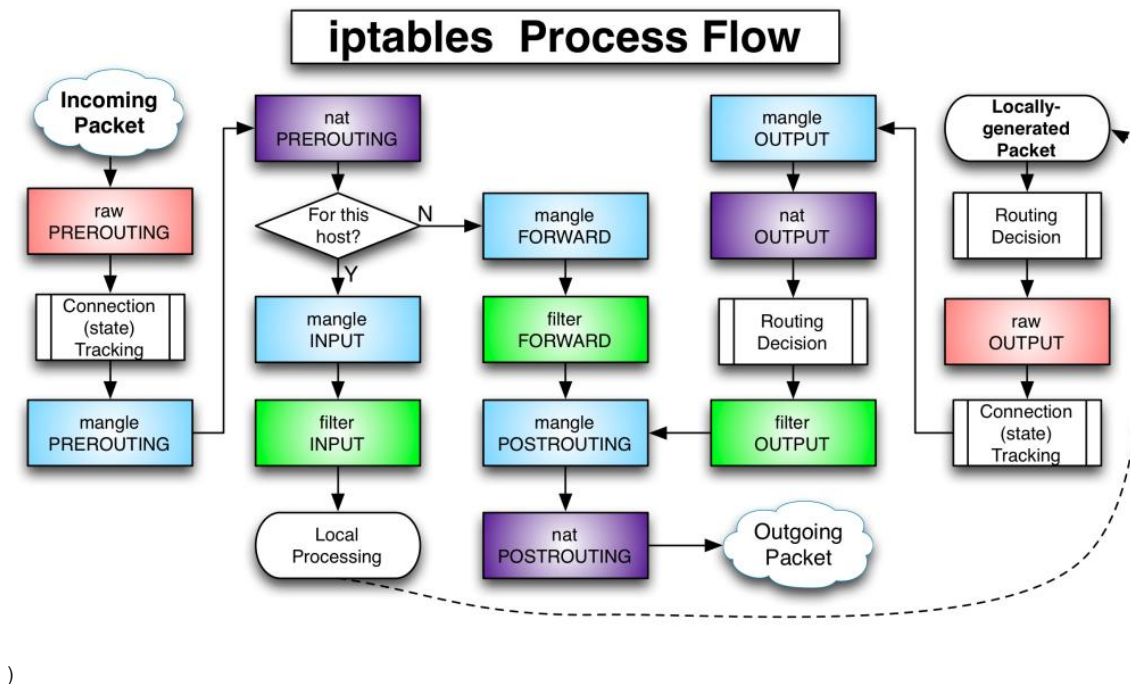 iptables Process Flow
Incoming
Packet
raw
PREROUTING
Connection
(state)
Tracking
mangle
PREROUTING
nat
PREROUTING
For this
host?
N
Y
mangle
INPUT
filter
INPUT
Local
Processing
mangle
FORWARD
filter
FORWARD
mangle
POSTROUTING
nat
POSTROUTING
mangle
OUTPUT
nat
OUTPUT
Routing
Decision
filter
OUTPUT
Outgoing
Packet
Locally-
generated
Packet
Routing
Decision
raw
OUTPUT
Connection
(state)
Tracking
)